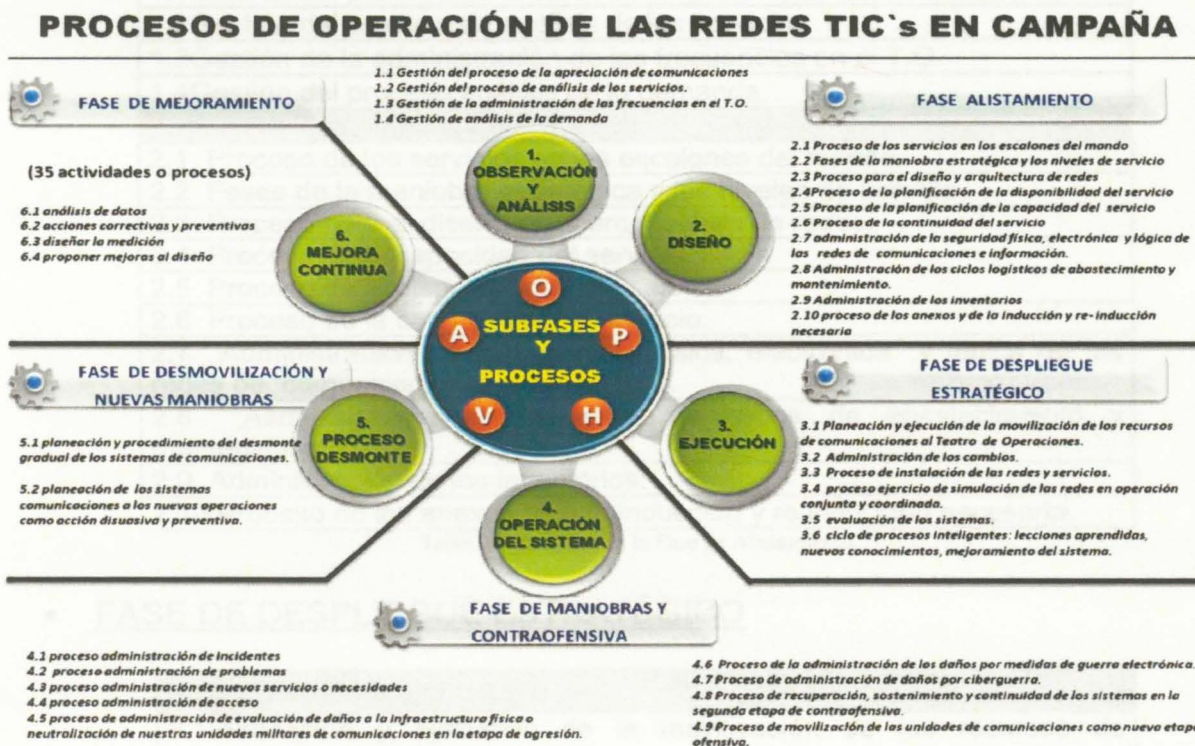 PROCESOS DE OPERACIÓN DE LAS REDES TIC`s EN CAMPAÑA
1.1 Gestión del proceso de la apreciación de comunicaciones
1.2 Gestión del proceso de análisis de los servicios.
1.3 Gestión de la administración de las frecuencias en el T.O.
1.4 Gestión de análisis de la demanda
FASE DE MEJORAMIENTO
(35 actividades o procesos)
6.1 análisis de datos
6.2 acciones correctivas y preventivas
6.3 diseñar la medición
6.4 proponer mejoras al diseño
FASE ALISTAMIENTO
2.1 Proceso de los servicios en los escalones del mando
2.2 Fases de la maniobra estratégica y los niveles de servicio
2.3 Proceso para el diseño y arquitectura de redes
2.4Proceso de la planificación de la disponibilidad del servicio
2.5 Proceso de la planificación de la capacidad del servicio
2.6 Proceso de la continuidad del servicio
2.7 administración de la seguridad física, electrónica y lógica de
las redes de comunicaciones e información.
2.8 Administración de los ciclos logísticos de abastecimiento y
mantenimiento.
2.9 Administración de los inventarios
2.10 proceso de los anexos y de la inducción y re-inducción
necesaria
1.
OBSERVACIÓN
Y
ANÁLISIS
2.
DISEÑO
3.
EJECUCIÓN
4.
OPERACIÓN
DEL SISTEMA
5.
PROCESO
DESMONTE
6.
MEJORA
CONTINUA
O
A
P
V
H
SUBFASES
Y
PROCESOS
FASE DE DESMOVILIZACIÓN Y
NUEVAS MANIOBRAS
5.1 planeación y procedimiento del desmonte
gradual de los sistemas de comunicaciones.
5.2 planeación de los sistemas
comunicaciones a los nuevas operaciones
como acción disuasiva y preventiva.
FASE DE DESPLIEGUE
ESTRATÉGICO
3.1 Planeación y ejecución de la movilización de los recursos
de comunicaciones al Teatro de Operaciones.
3.2 Administración de los cambios.
3.3 Proceso de instalación de las redes y servicios.
3.4 proceso ejercicio de simulación de las redes en operación
conjunta y coordinada.
3.5 evaluación de los sistemas.
3.6 ciclo de procesos inteligentes: lecciones aprendidas,
nuevos conocimientos, mejoramiento del sistema.
FASE DE MANIOBRAS Y
CONTRAOFENSIVA
4.1 proceso administración de incidentes
4.2 proceso administración de problemas
4.3 proceso administración de nuevos servicios o necesidades
4.4 proceso administración de acceso
4.5 proceso de administración de evaluación de daños a la infraestructura física o
neutralización de nuestras unidades militares de comunicaciones en la etapa de agresión.
4.6 Proceso de la administración de los daños por medidas de guerra electrónica.
4.7 Proceso de administración de daños por ciberguerra.
4.8 Proceso de recuperación, sostenimiento y continuidad de los sistemas en la
segunda etapa de contraofensiva.
4.9 Proceso de movilización de las unidades de comunicaciones como nueva etapa
ofensiva.